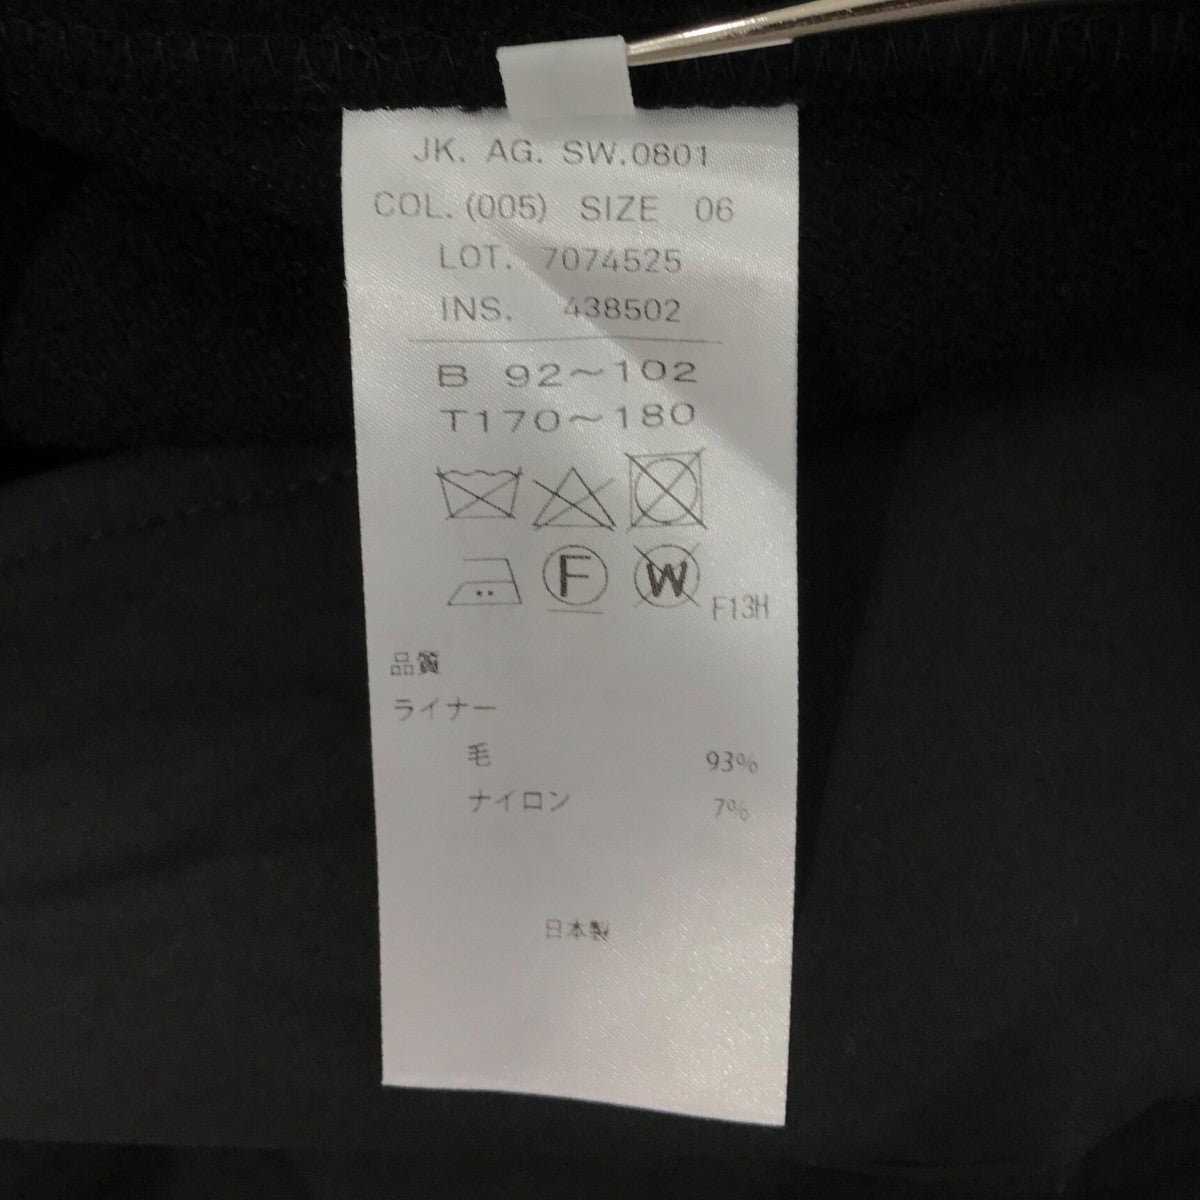 JK. AG. SW.0801
COL. (005) SIZE 06
LOT. 7074525
INS. 438502
B 92〜102
T170〜180
F W F13H
品質
ライナー
毛 93%
ナイロン 7%
日本製